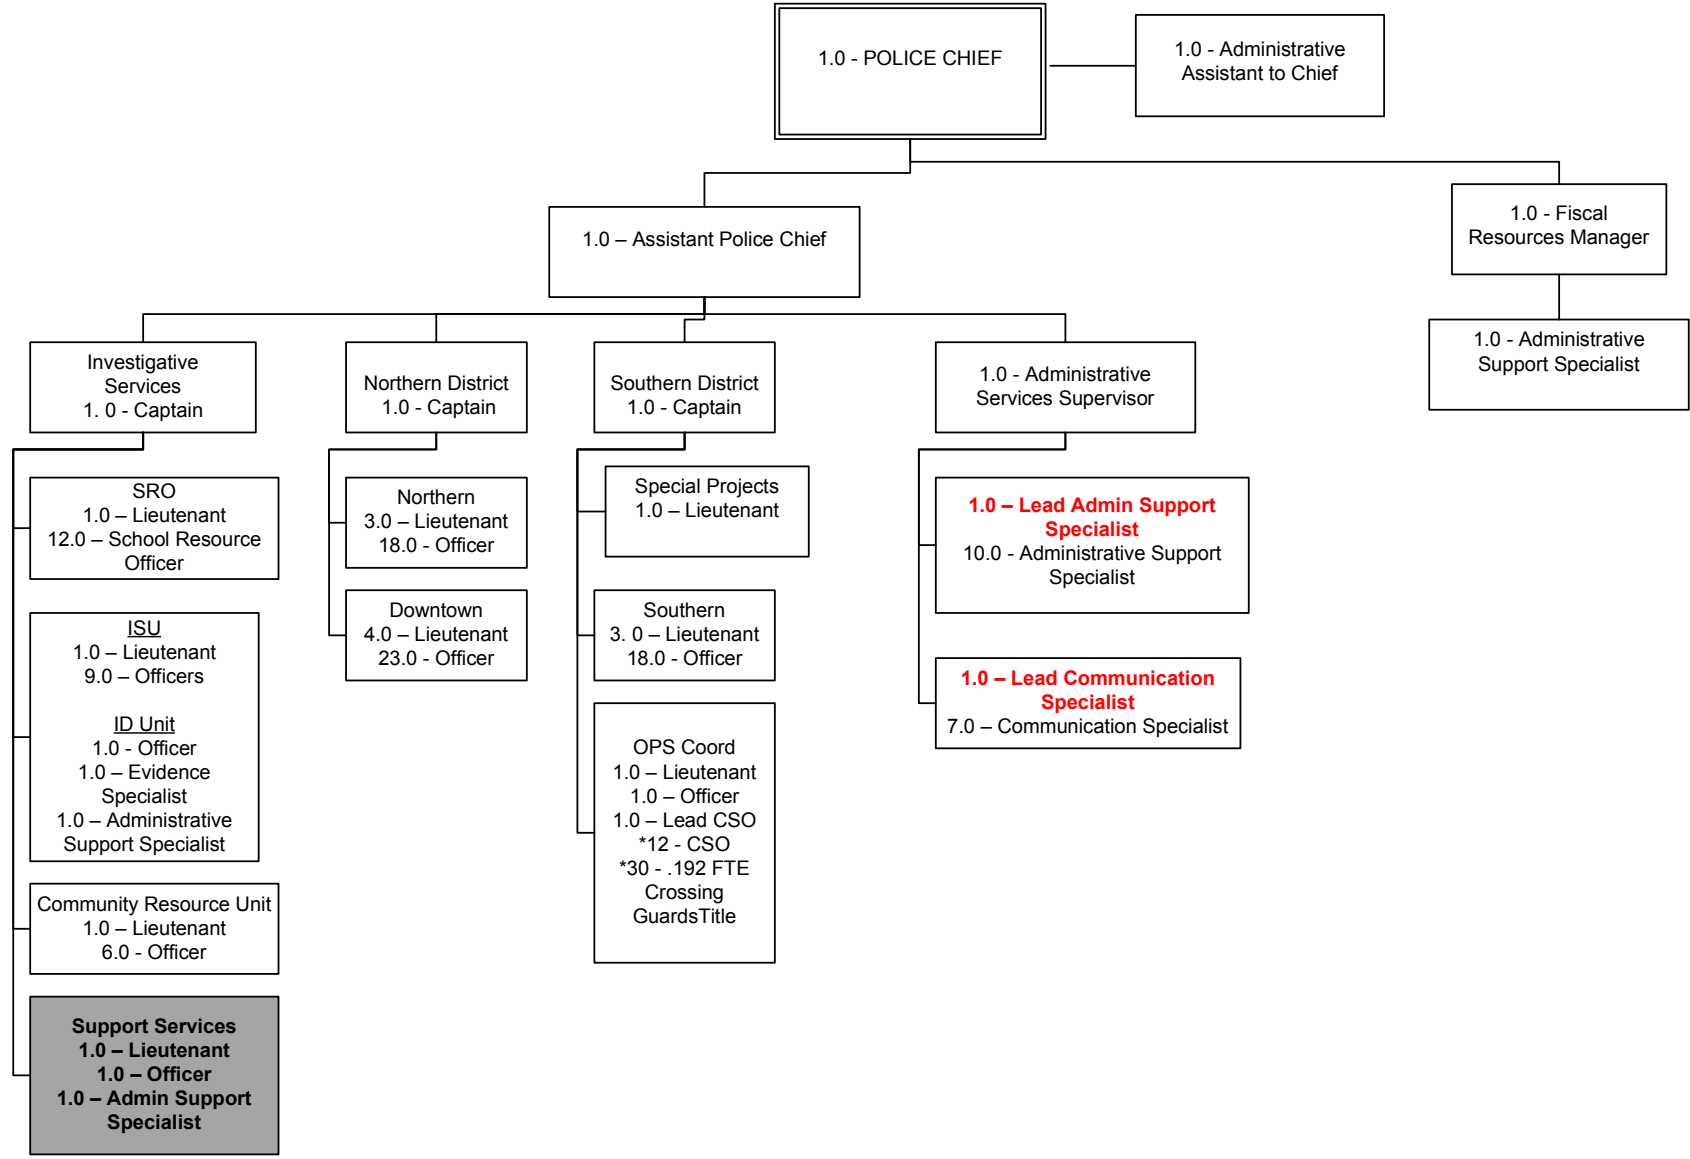 1.0 - POLICE CHIEF
1.0 - Administrative
Assistant to Chief
1.0 – Assistant Police Chief
1.0 - Fiscal
Resources Manager
1.0 - Administrative
Support Specialist
Investigative
Services
1. 0 - Captain
Northern District
1.0 - Captain
Southern District
1.0 - Captain
1.0 - Administrative
Services Supervisor
SRO
1.0 – Lieutenant
12.0 – School Resource
Officer
ISU
1.0 – Lieutenant
9.0 – Officers
ID Unit
1.0 - Officer
1.0 – Evidence
Specialist
1.0 – Administrative
Support Specialist
Community Resource Unit
1.0 – Lieutenant
6.0 - Officer
Support Services
1.0 – Lieutenant
1.0 – Officer
1.0 – Admin Support
Specialist
Northern
3.0 – Lieutenant
18.0 - Officer
Downtown
4.0 – Lieutenant
23.0 - Officer
Special Projects
1.0 – Lieutenant
Southern
3. 0 – Lieutenant
18.0 - Officer
OPS Coord
1.0 – Lieutenant
1.0 – Officer
1.0 – Lead CSO
*12 - CSO
*30 - .192 FTE
Crossing
GuardsTitle
1.0 – Lead Admin Support
Specialist
10.0 - Administrative Support
Specialist
1.0 – Lead Communication
Specialist
7.0 – Communication Specialist